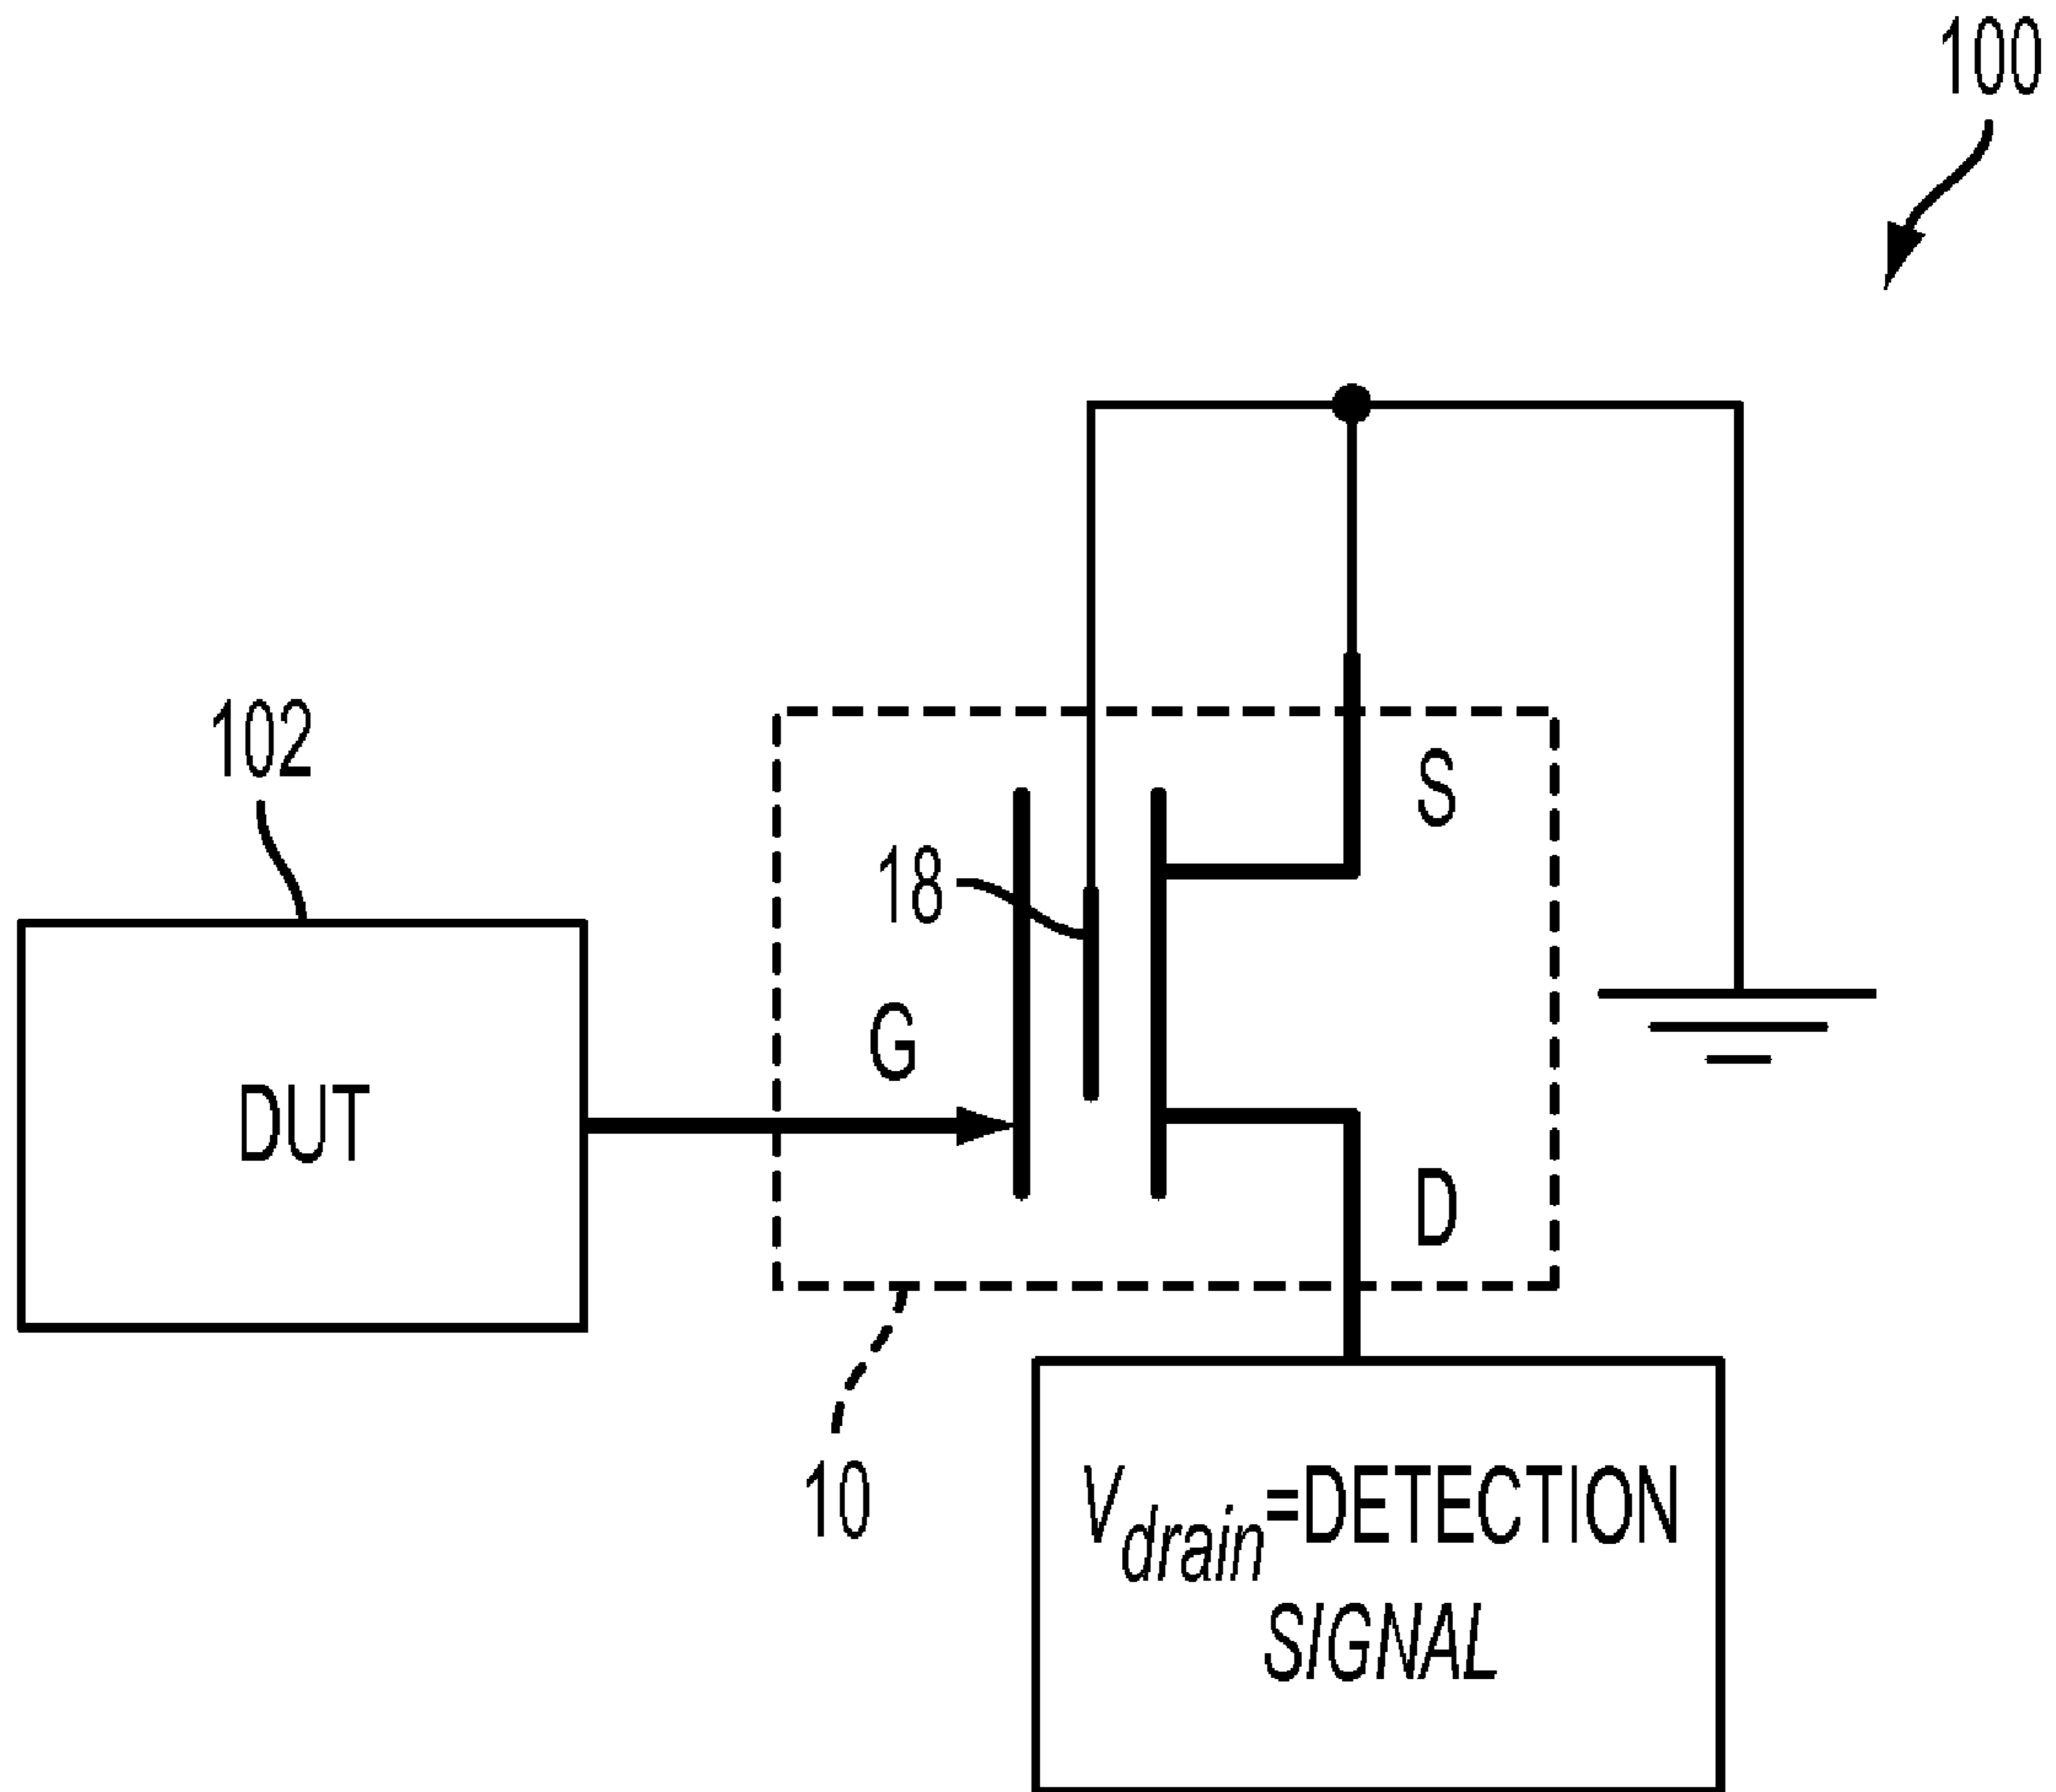 100
102
S
18
G
DUT
D
10
Vdrain=DETECTION
SIGNAL